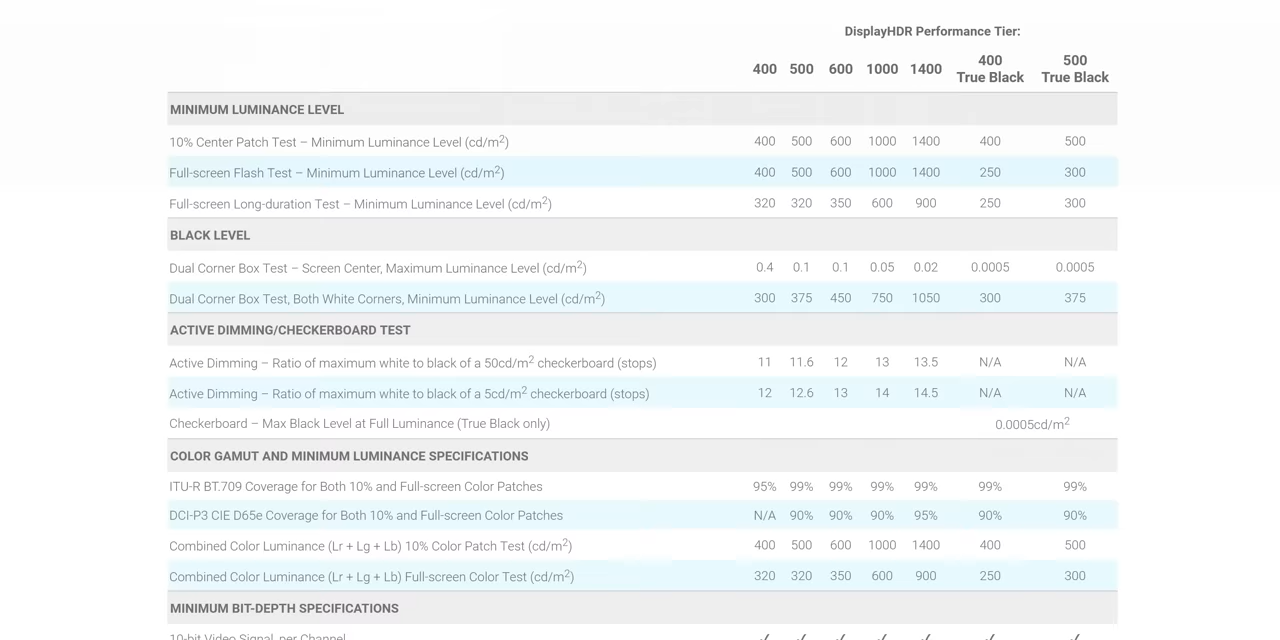 DisplayHDR Performance Tier:
400 500 600 1000 1400 400 True Black 500 True Black
MINIMUM LUMINANCE LEVEL
10% Center Patch Test – Minimum Luminance Level (cd/m²) 400 500 600 1000 1400 400 500
Full-screen Flash Test – Minimum Luminance Level (cd/m²) 400 500 600 1000 1400 250 300
Full-screen Long-duration Test – Minimum Luminance Level (cd/m²) 320 320 350 600 900 250 300
BLACK LEVEL
Dual Corner Box Test – Screen Center, Maximum Luminance Level (cd/m²) 0.4 0.1 0.1 0.05 0.02 0.0005 0.0005
Dual Corner Box Test, Both White Corners, Minimum Luminance Level (cd/m²) 300 375 450 750 1050 300 375
ACTIVE DIMMING/CHECKERBOARD TEST
Active Dimming – Ratio of maximum white to black of a 50cd/m² checkerboard (stops) 11 11.6 12 13 13.5 N/A N/A
Active Dimming – Ratio of maximum white to black of a 5cd/m² checkerboard (stops) 12 12.6 13 14 14.5 N/A N/A
Checkerboard – Max Black Level at Full Luminance (True Black only) 0.0005cd/m²
COLOR GAMUT AND MINIMUM LUMINANCE SPECIFICATIONS
ITU-R BT.709 Coverage for Both 10% and Full-screen Color Patches 95% 99% 99% 99% 99% 99% 99%
DCI-P3 CIE D65e Coverage for Both 10% and Full-screen Color Patches N/A 90% 90% 90% 95% 90% 90%
Combined Color Luminance (Lr + Lg + Lb) 10% Color Patch Test (cd/m²) 400 500 600 1000 1400 400 500
Combined Color Luminance (Lr + Lg + Lb) Full-screen Color Test (cd/m²) 320 320 350 600 900 250 300
MINIMUM BIT-DEPTH SPECIFICATIONS
10-bit Video Signal, per Channel ✓ ✓ ✓ ✓ ✓ ✓ ✓